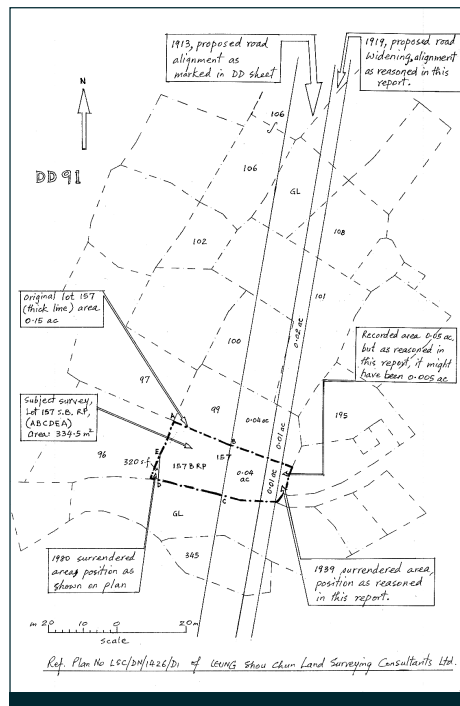 1913, proposed road
alignment as
marked in DD sheet
1919, proposed road
widening, alignment
as reasoned in this
report.
N
DD 91
106
106
GL
108
102
101
100
0.02 ac
Original lot 157
(thick line) area
0.15 ac
Recorded area 0.05 ac,
but as reasoned in
this report, it might
have been 0.005 ac
97
99
0.04 ac
0.01 ac
195
Subject survey,
Lot 157 S.B. RP,
(ABCDEA)
Area: 334.5 m²
A
B
157
96
E
320 s.f
157 B RP
0.04
ac
0.01 ac
D
C
GL
345
1980 surrendered
area, position as
shown on plan
1939 surrendered area,
position as reasoned
in this report.
m 20 10 0 20 m
scale
Ref. Plan No LSC/DN/1426/D1 of LEUNG Shou Chun Land Surveying Consultants Ltd.